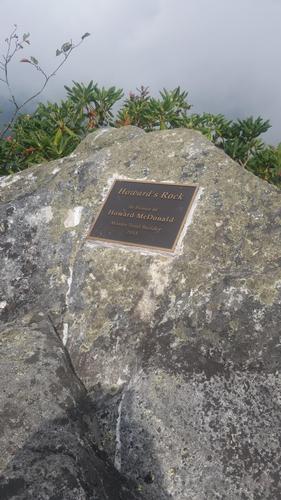 Howard's Rock
In Honor of
Howard McDonald
Master Trail Builder